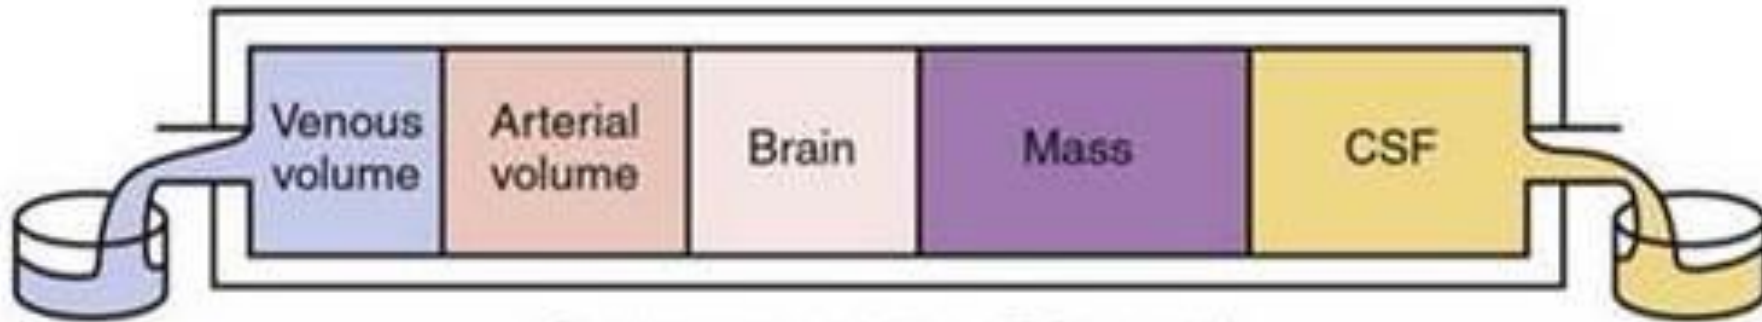 Venous
volume
Arterial
volume
Brain
Mass
CSF